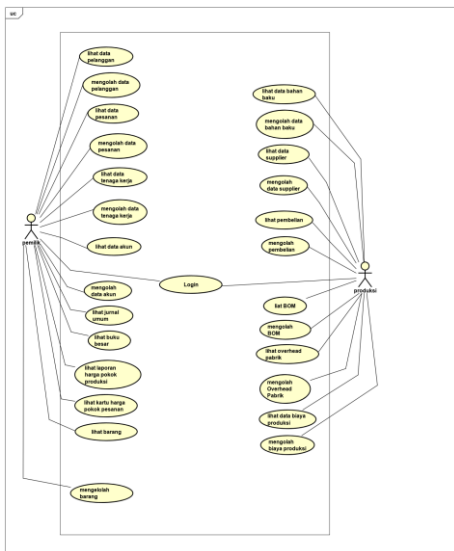 uc
lihat data
pelanggan
mengolah data
pelanggan
lihat data
pesanan
mengolah data
pesanan
lihat data
tenaga kerja
mengolah data
tenaga kerja
lihat data akun
pemilik
mengolah
data akun
lihat jurnal
umum
lihat buku
besar
lihat laporan
harga pokok
produksi
lihat kartu harga
pokok pesanan
lihat barang
mengelolah
barang
Login
lihat data bahan
baku
mengolah data
bahan baku
lihat data
supplier
mengolah
data supplier
lihat pembelian
mengolah
pembelian
produksi
list BOM
mengolah
BOM
lihat overhead
pabrik
mengolah
Overhead
Pabrik
lihat data biaya
produksi
mengolah
biaya produksi